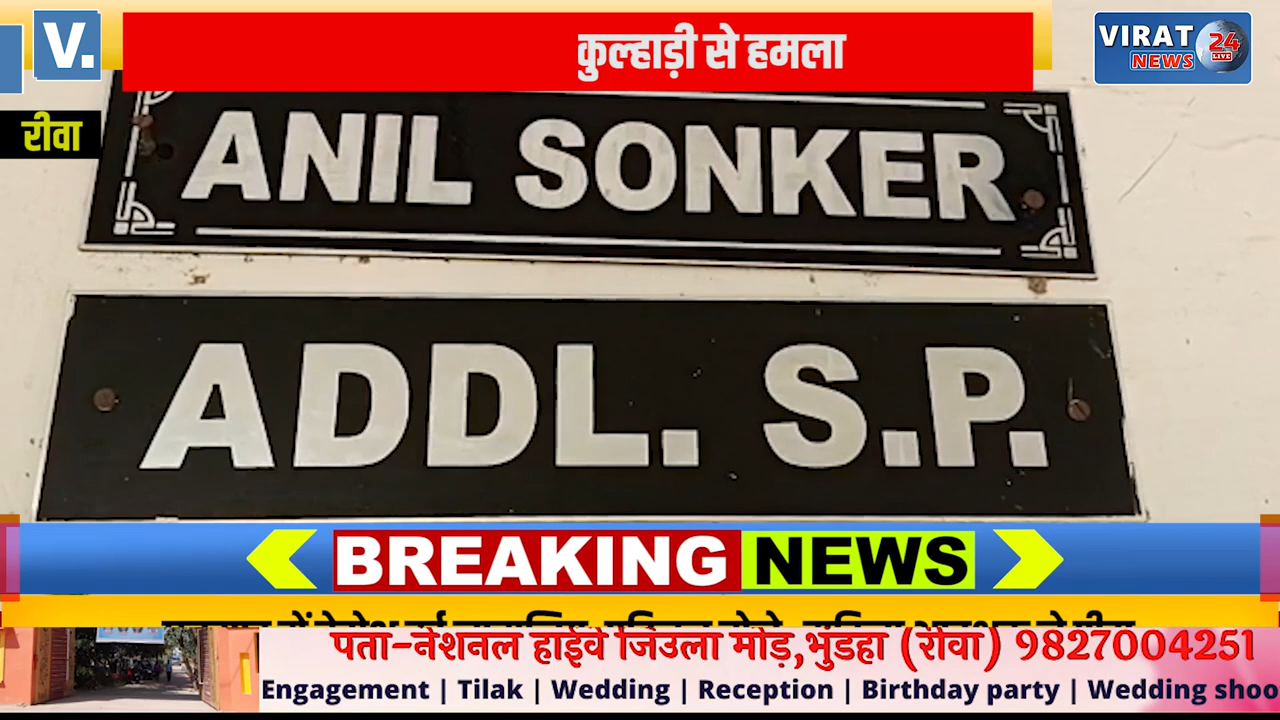 V.
कुल्हाड़ी से हमला
VIRAT 24
NEWS LIVE
रीवा
ANIL SONKER
ADDL. S.P.
BREAKING NEWS
पता-नेशनल हाईवे जिउला मोड़,भुंडहा (रीवा) 9827004251
Engagement | Tilak | Wedding | Reception | Birthday party | Wedding shoo